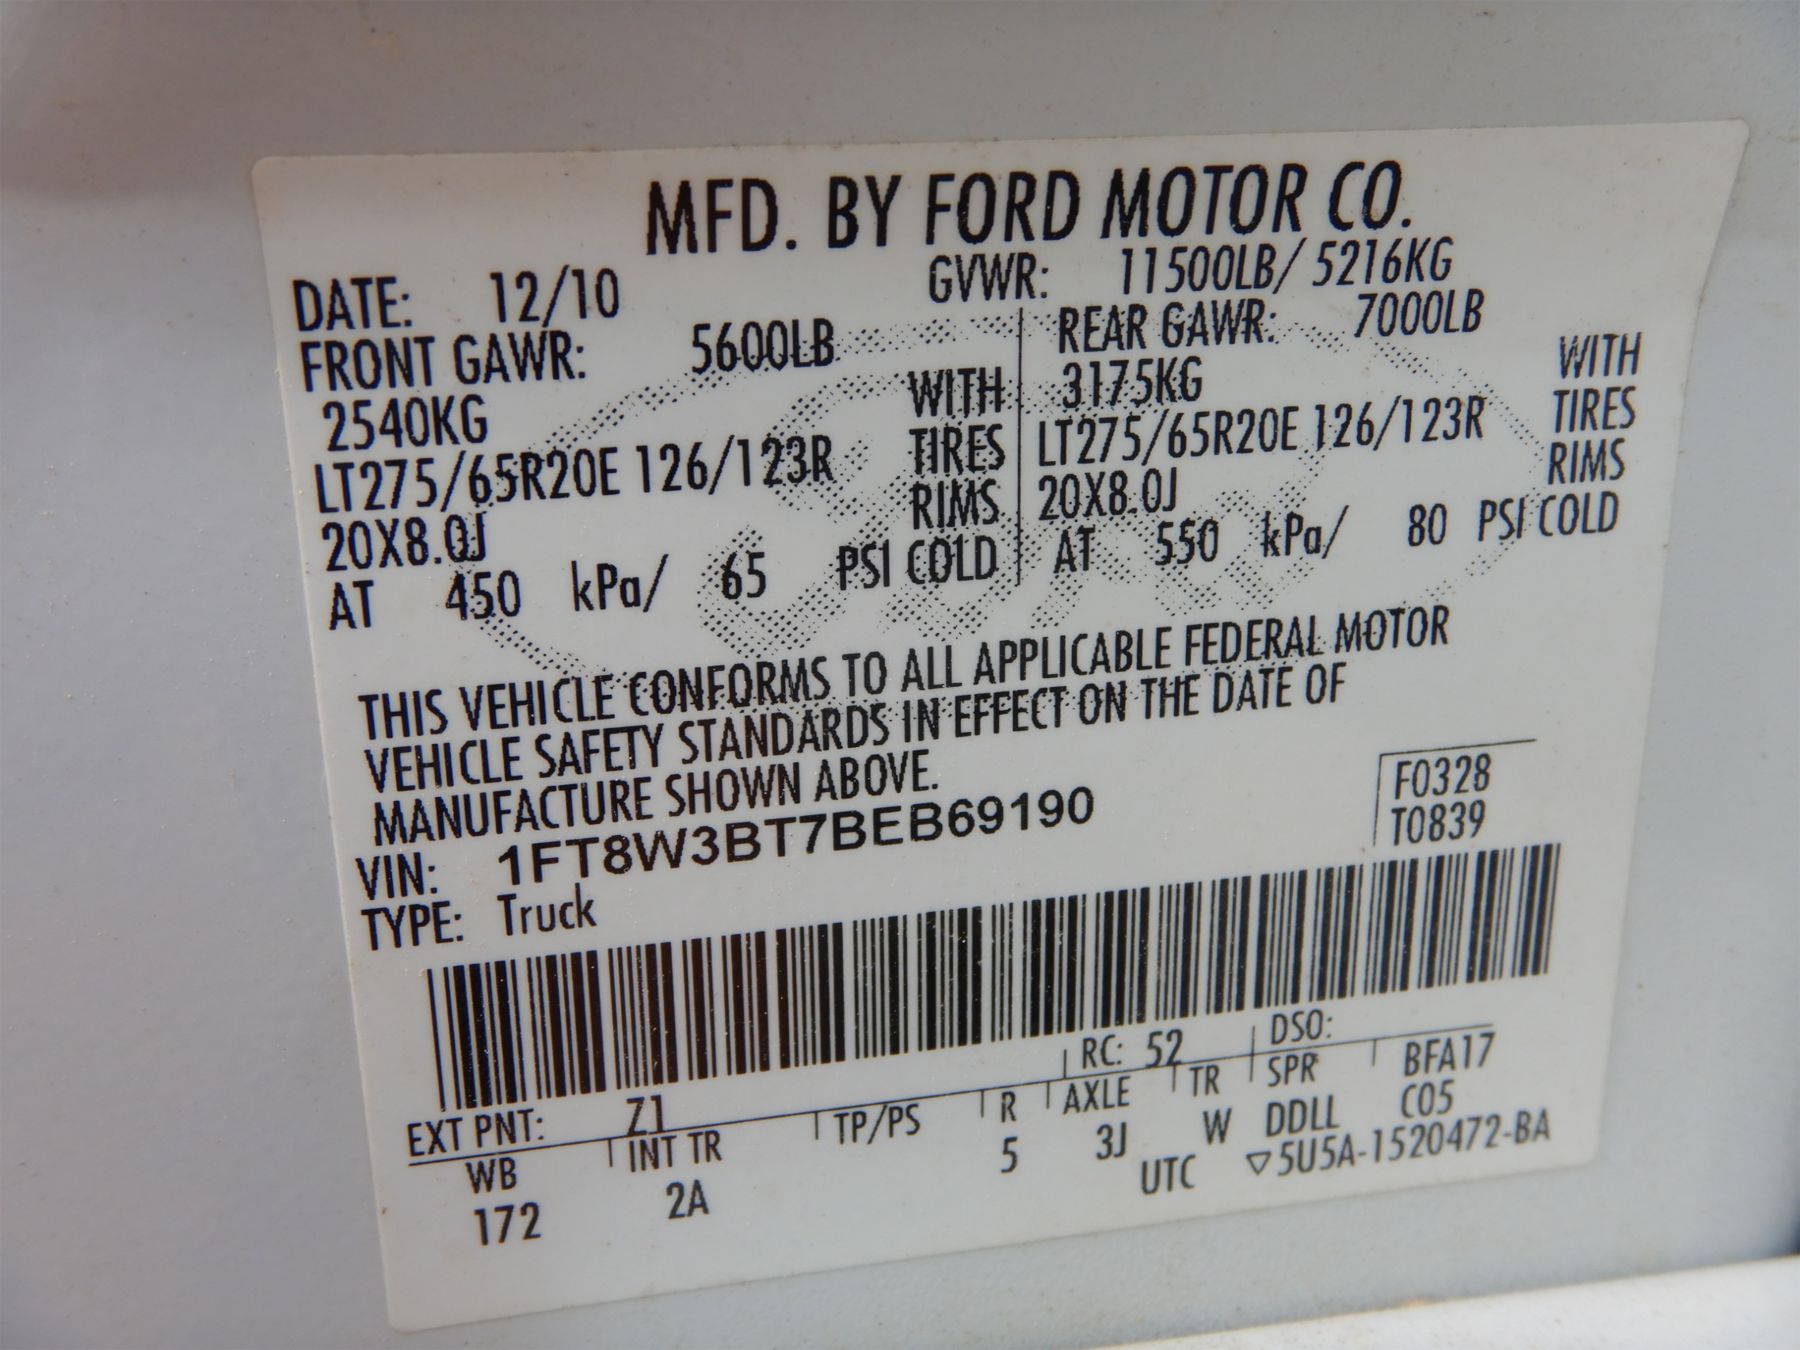 MFD. BY FORD MOTOR CO.
DATE: 12/10 GVWR: 11500LB/ 5216KG
FRONT GAWR: 5600LB REAR GAWR: 7000LB
2540KG WITH 3175KG WITH
LT275/65R20E 126/123R TIRES LT275/65R20E 126/123R TIRES
20X8.0J RIMS 20X8.0J RIMS
AT 450 kPa/ 65 PSI COLD AT 550 kPa/ 80 PSI COLD
THIS VEHICLE CONFORMS TO ALL APPLICABLE FEDERAL MOTOR
VEHICLE SAFETY STANDARDS IN EFFECT ON THE DATE OF
MANUFACTURE SHOWN ABOVE.
F0328
VIN: 1FT8W3BT7BEB69190 T0839
TYPE: Truck
EXT PNT: Z1 RC: 52 DSO:
WB INT TR TP/PS R AXLE TR SPR BFA17
172 2A 5 3J W DDLL C05
UTC ▽5U5A-1520472-BA